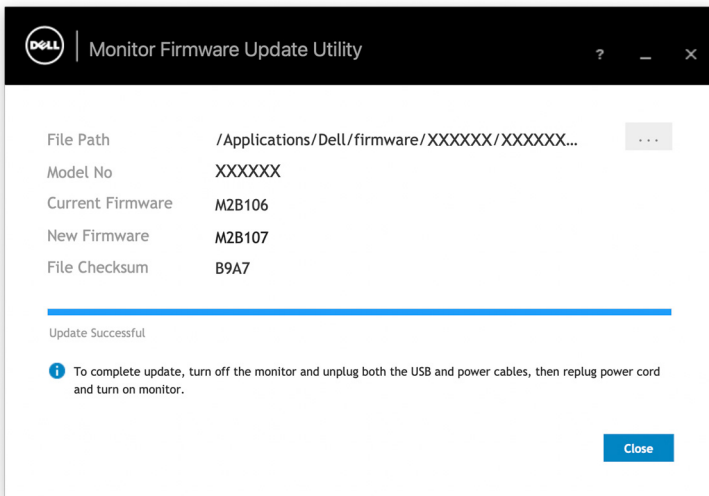 DELL
Monitor Firmware Update Utility
? _ ×
File Path /Applications/Dell/firmware/XXXXXX/XXXXXX... ...
Model No XXXXXX
Current Firmware M2B106
New Firmware M2B107
File Checksum B9A7
Update Successful
To complete update, turn off the monitor and unplug both the USB and power cables, then replug power cord
and turn on monitor.
Close